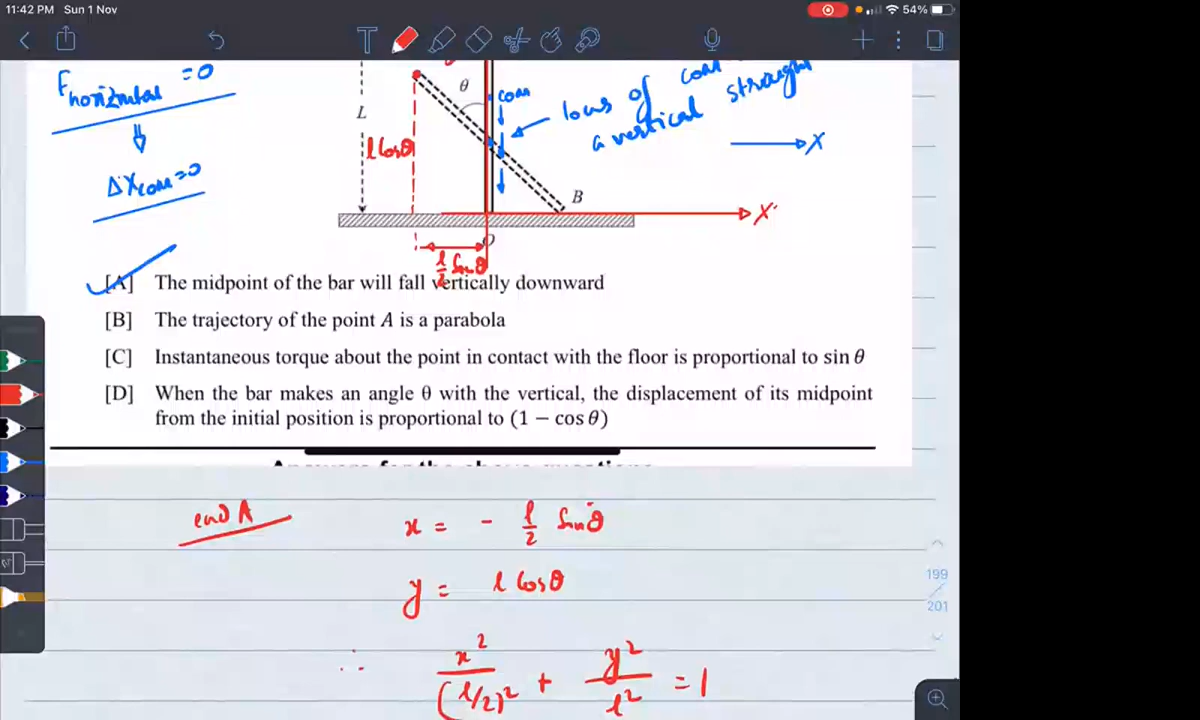 11:42 PM Sun 1 Nov
54%
F horizontal = 0
⇓
ΔXcom = 0
L
θ
com
locus of com
a vertical straight
→ X
l cosθ
B
X
O
l/2 sinθ
[A] The midpoint of the bar will fall vertically downward
[B] The trajectory of the point A is a parabola
[C] Instantaneous torque about the point in contact with the floor is proportional to sin θ
[D] When the bar makes an angle θ with the vertical, the displacement of its midpoint
from the initial position is proportional to (1 − cos θ)
end A
x = - l/2 sinθ
y = l cosθ
∴ x²/(l/2)² + y²/l² = 1
199
201